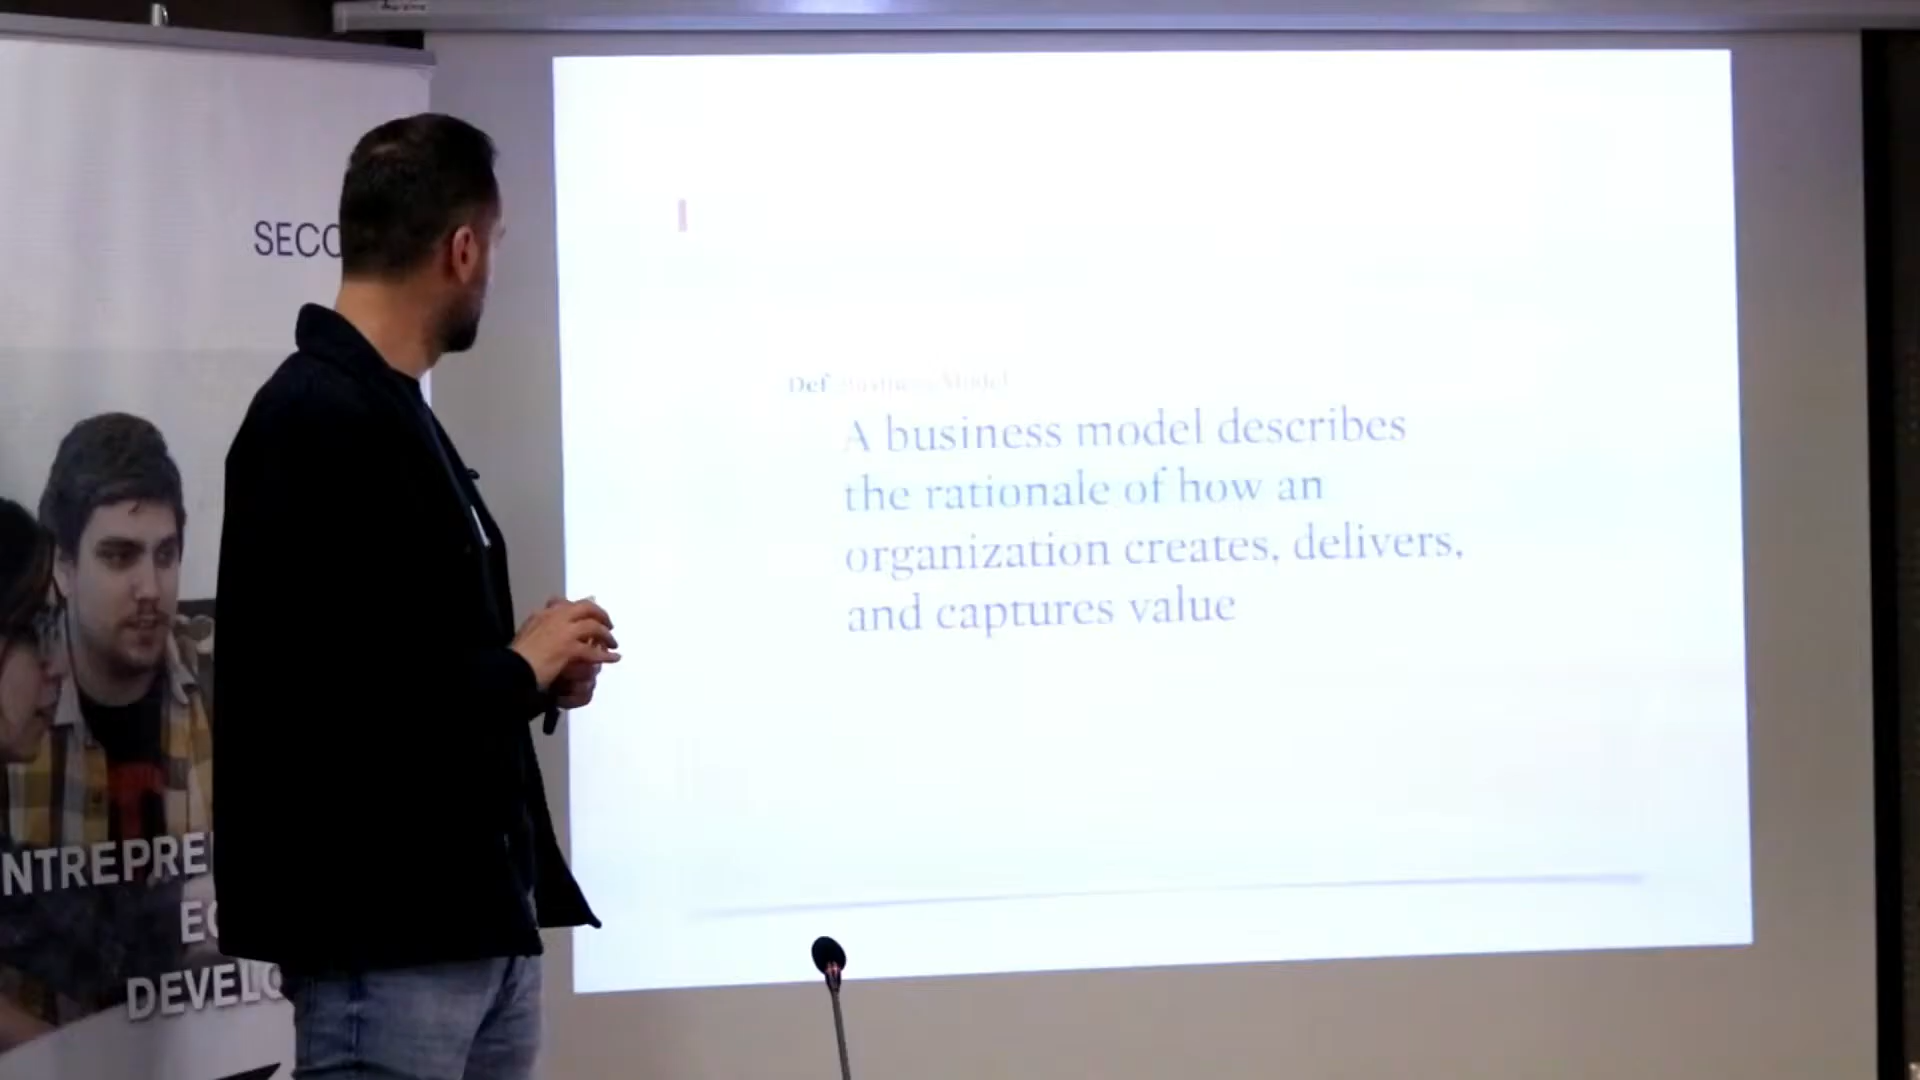 SECO
Def Business Model
A business model describes
the rationale of how an
organization creates, delivers,
and captures value
NTREPRE
EC
DEVELO